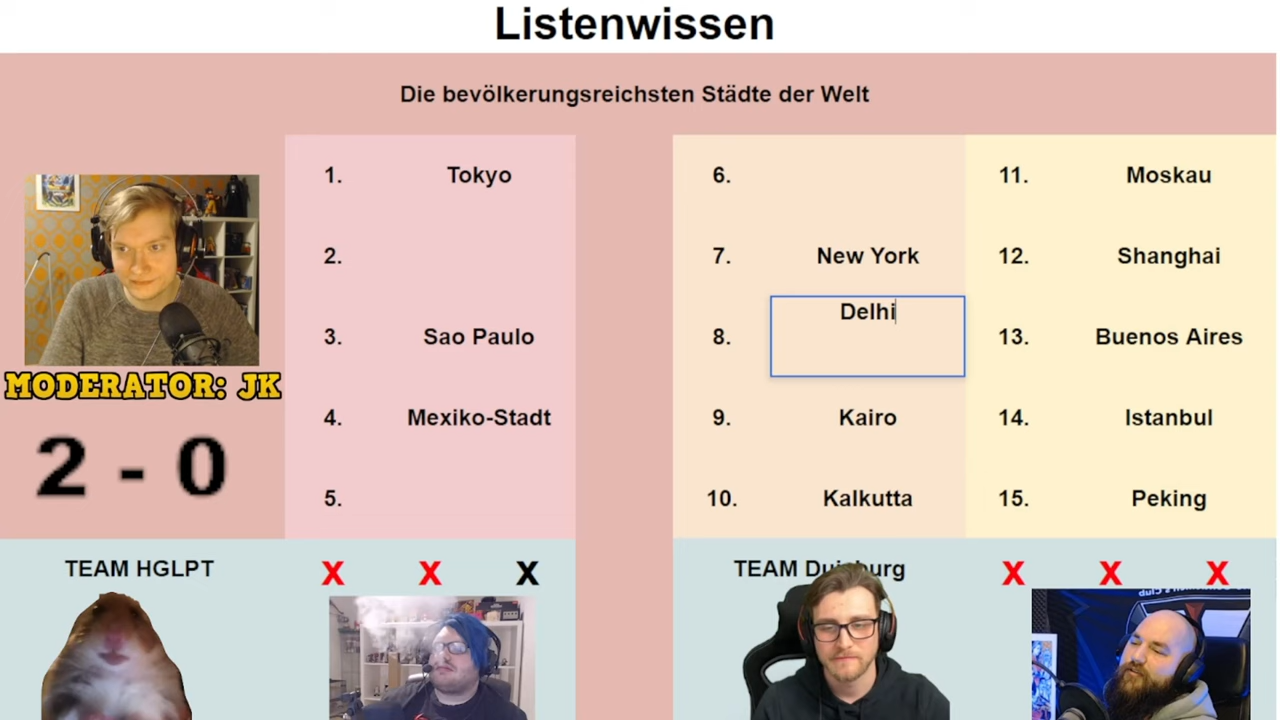 Listenwissen
Die bevölkerungsreichsten Städte der Welt
1. Tokyo
2.
3. Sao Paulo
4. Mexiko-Stadt
5.
6.
7. New York
8. Delhi
9. Kairo
10. Kalkutta
11. Moskau
12. Shanghai
13. Buenos Aires
14. Istanbul
15. Peking
MODERATOR: JK
2 - 0
TEAM HGLPT
X X X
TEAM Duisburg
X X X